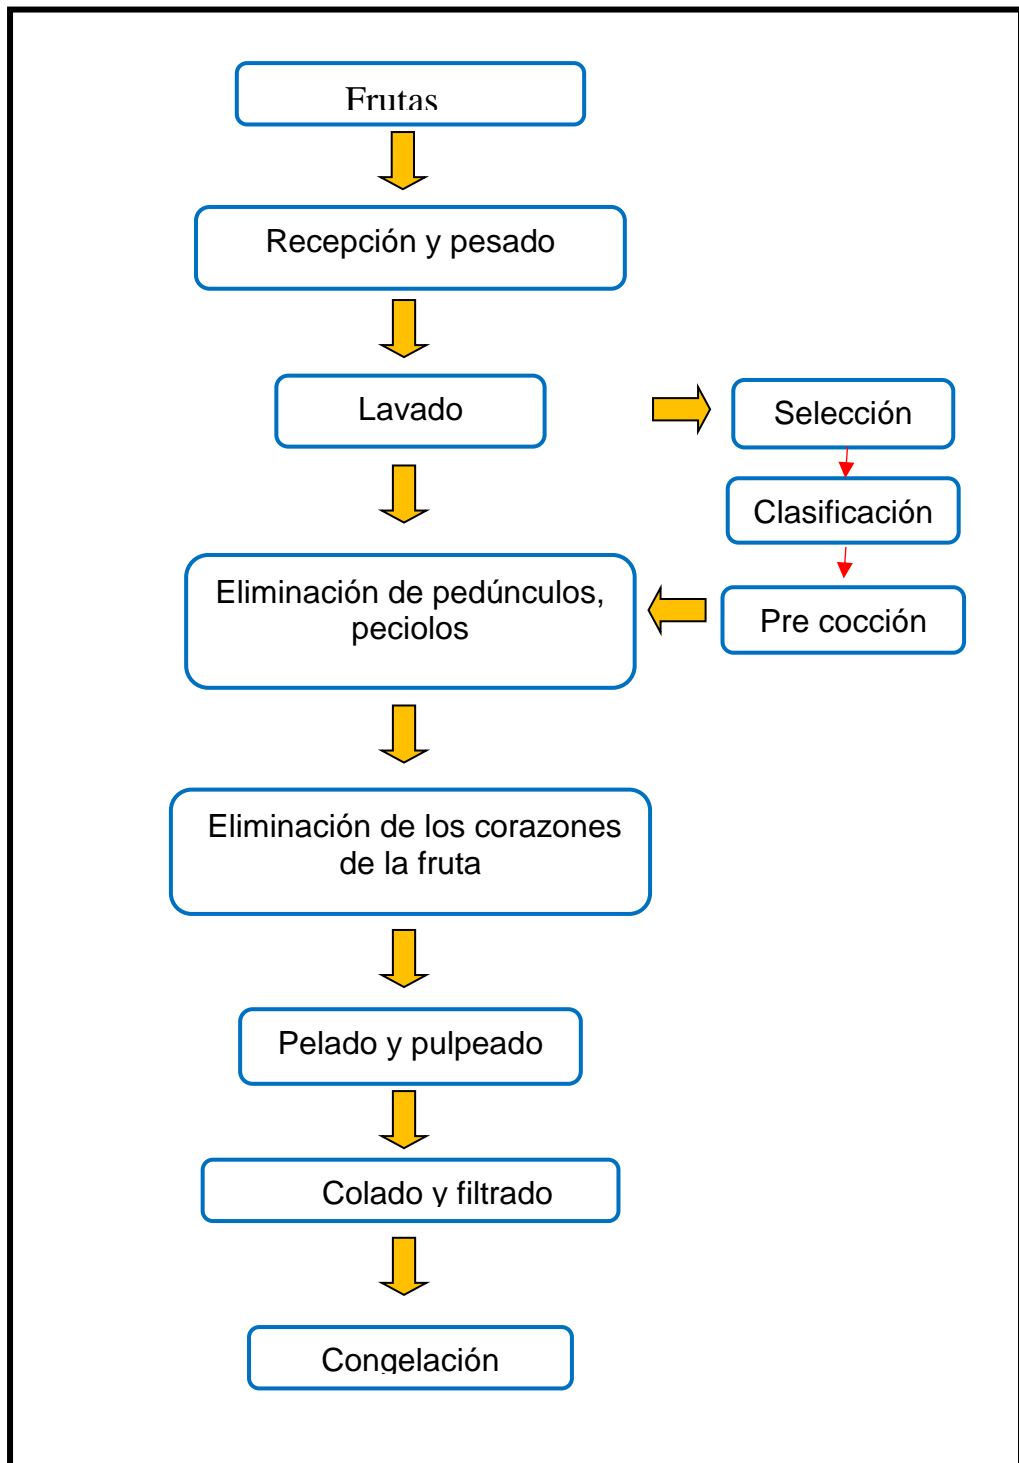 Frutas
Recepción y pesado
Lavado
Selección
Clasificación
Pre cocción
Eliminación de pedúnculos,
peciolos
Eliminación de los corazones
de la fruta
Pelado y pulpeado
Colado y filtrado
Congelación